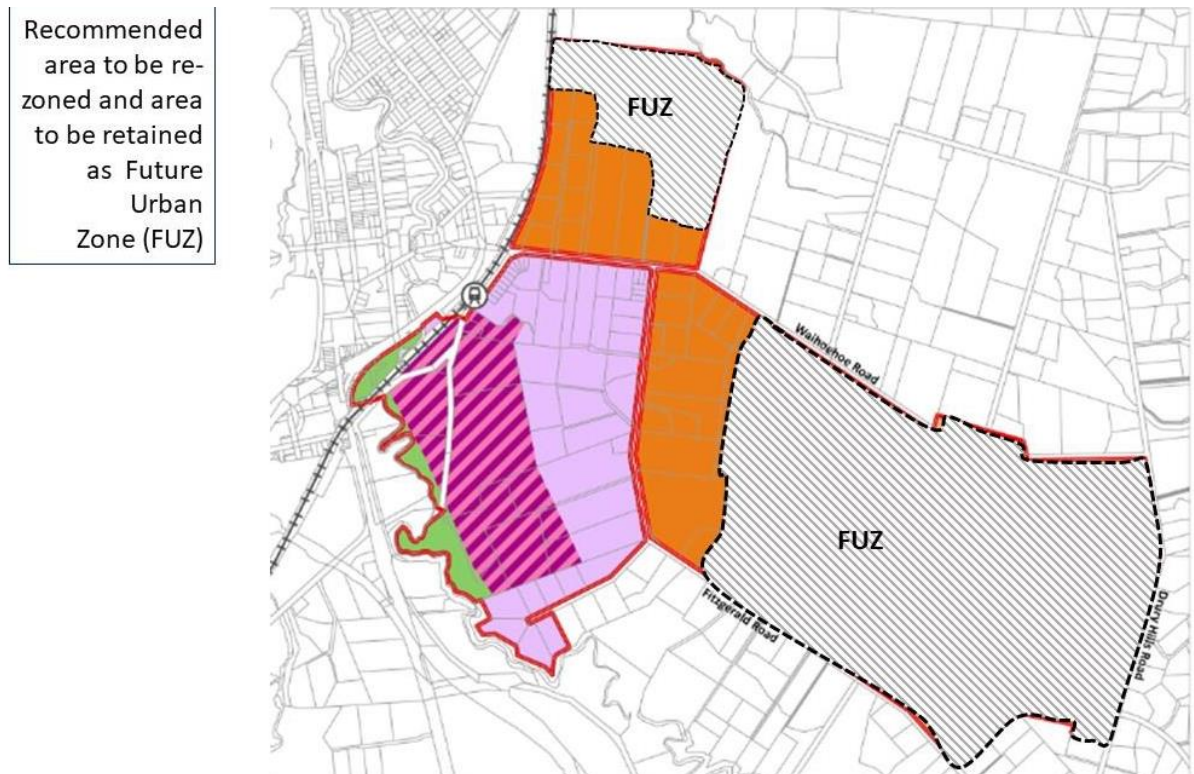 Recommended
area to be re-
zoned and area
to be retained
as Future
Urban
Zone (FUZ)
FUZ
Waihoehoe Road
FUZ
Fitzgerald Road
Drury Hills Road